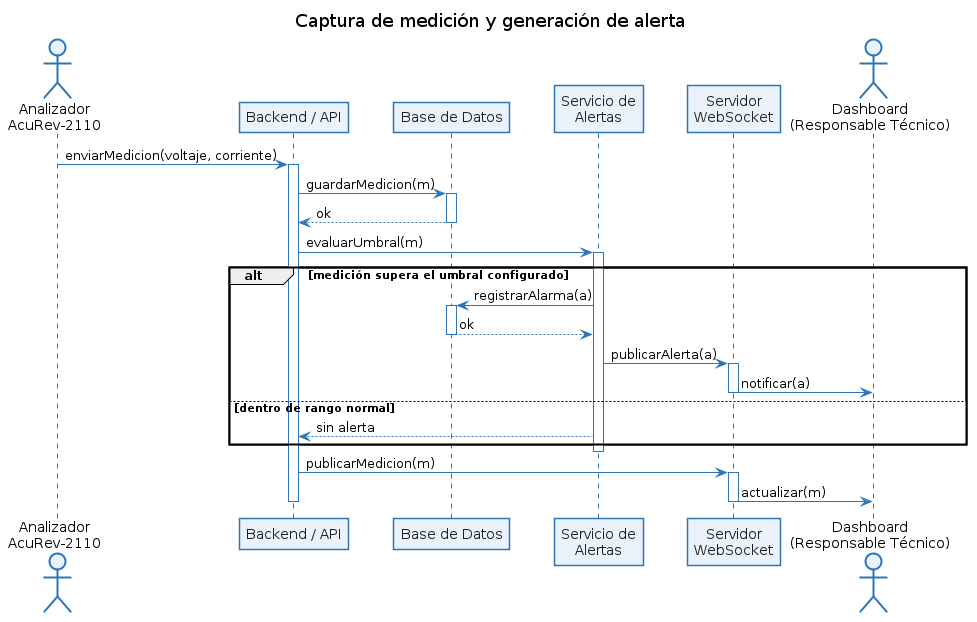 Captura de medición y generación de alerta
Analizador
AcuRev-2110
Backend / API
Base de Datos
Servicio de
Alertas
Servidor
WebSocket
Dashboard
(Responsable Técnico)
enviarMedicion(voltaje, corriente)
guardarMedicion(m)
ok
evaluarUmbral(m)
alt
[medición supera el umbral configurado]
registrarAlarma(a)
ok
publicarAlerta(a)
notificar(a)
[dentro de rango normal]
sin alerta
publicarMedicion(m)
actualizar(m)
Analizador
AcuRev-2110
Backend / API
Base de Datos
Servicio de
Alertas
Servidor
WebSocket
Dashboard
(Responsable Técnico)